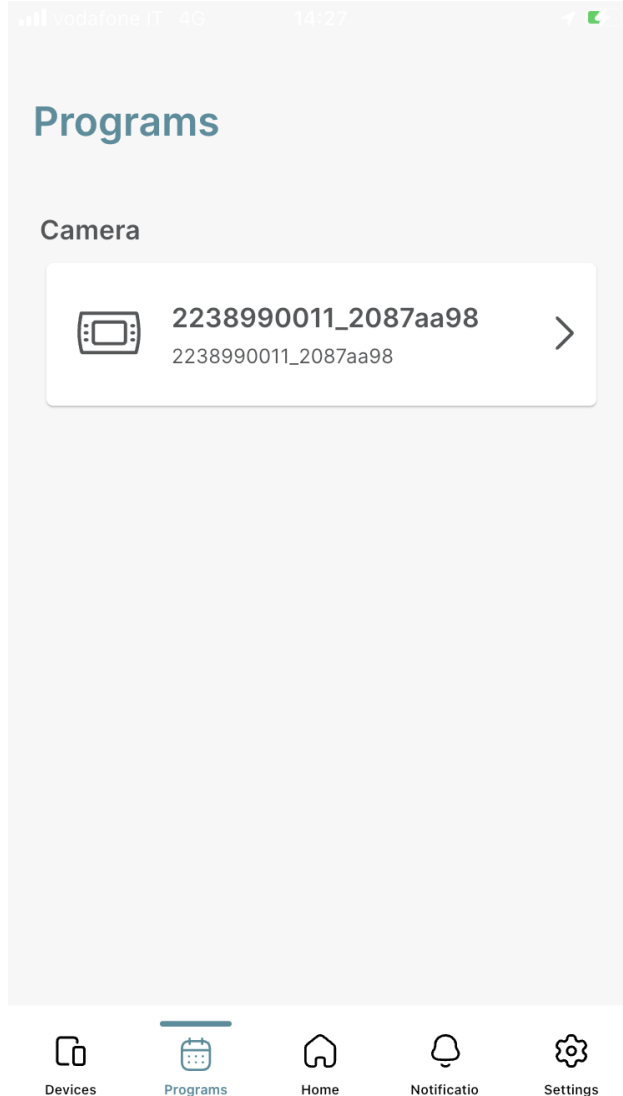 vodafone IT 4G 14:27
Programs
Camera
2238990011_2087aa98
2238990011_2087aa98
Devices Programs Home Notificatio Settings